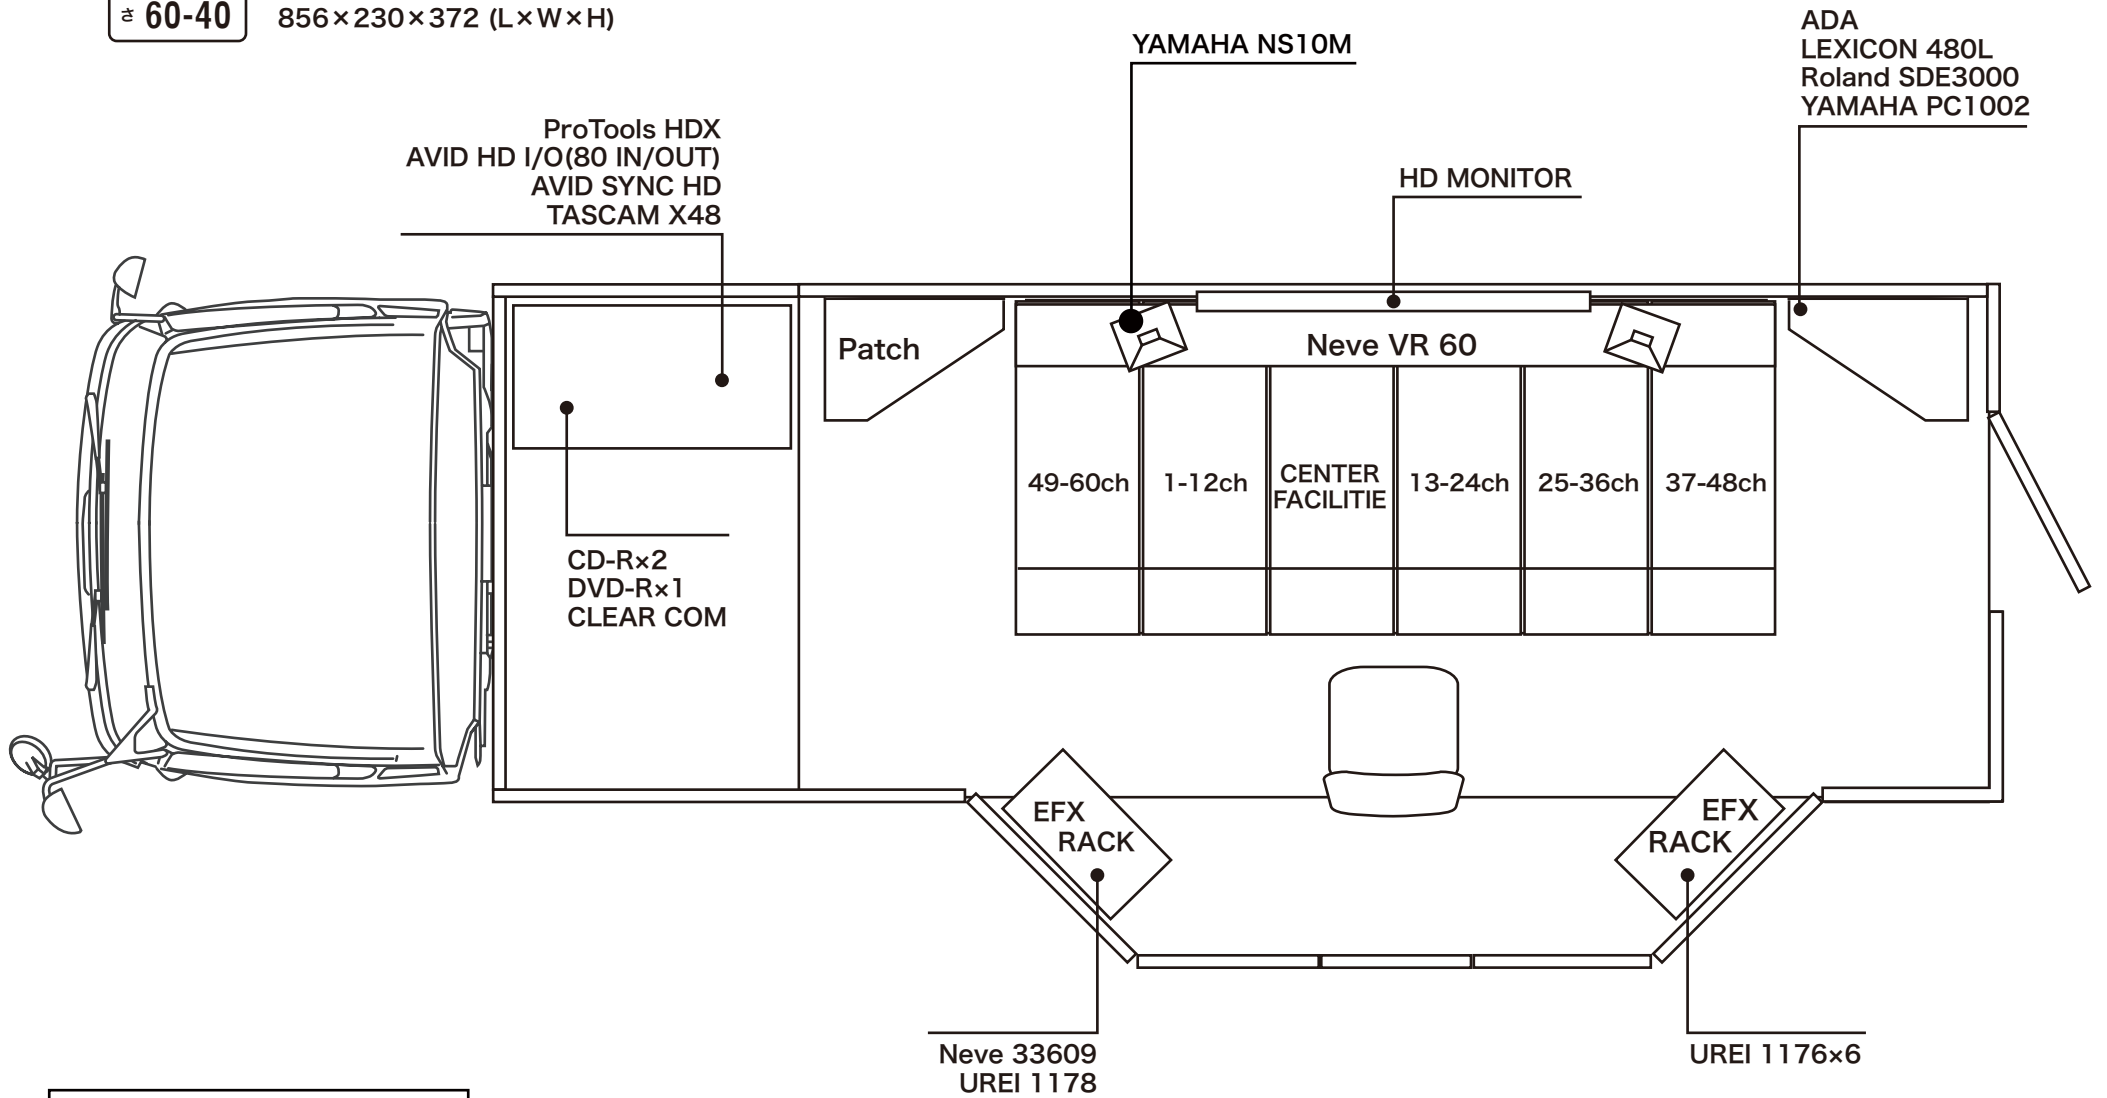 さ 60-40
856×230×372 (L×W×H)
YAMAHA NS10M
ADA
LEXICON 480L
Roland SDE3000
YAMAHA PC1002
ProTools HDX
AVID HD I/O(80 IN/OUT)
AVID SYNC HD
TASCAM X48
HD MONITOR
Patch
Neve VR 60
49-60ch
1-12ch
CENTER
FACILITIE
13-24ch
25-36ch
37-48ch
CD-R×2
DVD-R×1
CLEAR COM
EFX
RACK
EFX
RACK
Neve 33609
UREI 1178
UREI 1176×6